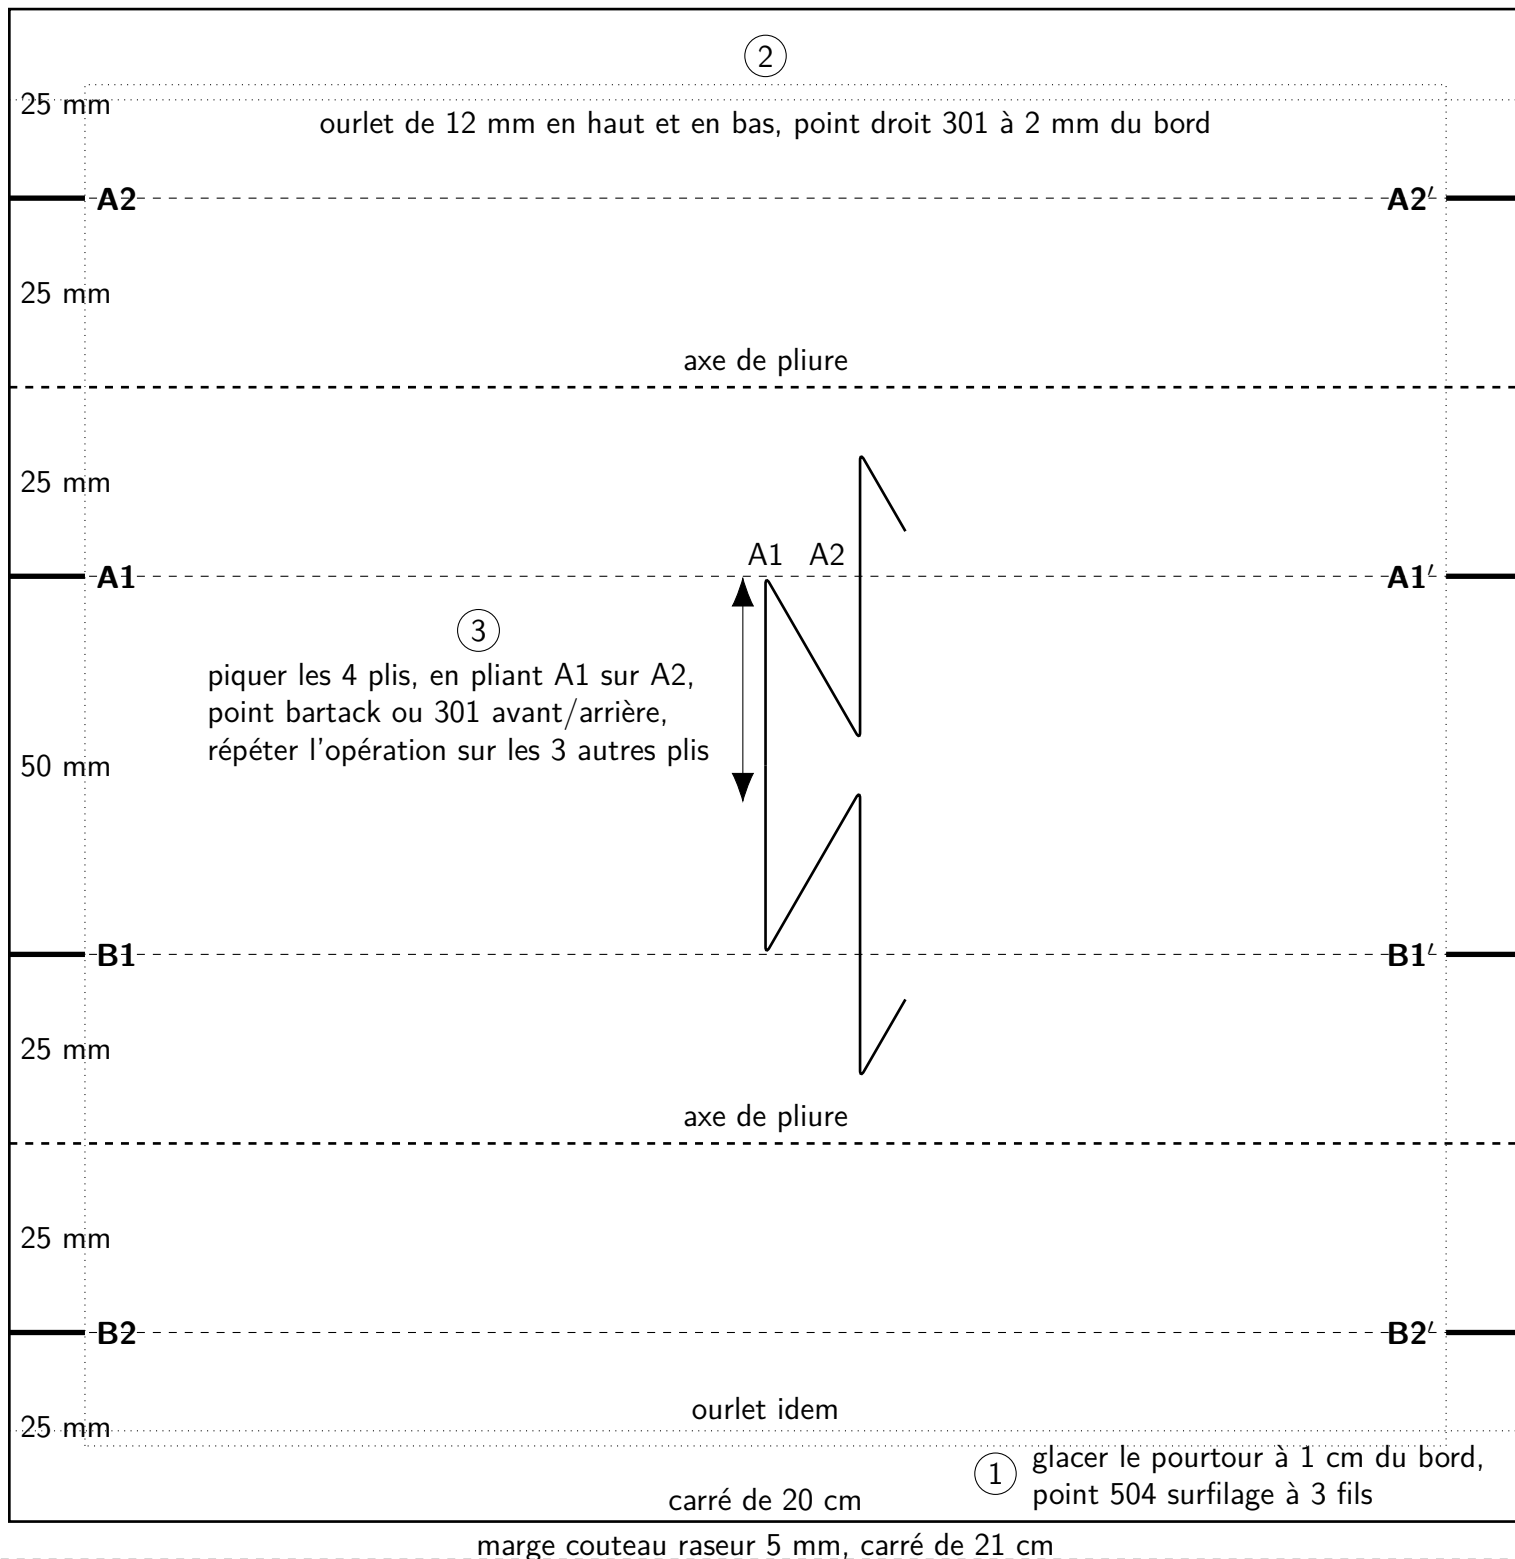 2
25 mm
ourlet de 12 mm en haut et en bas, point droit 301 à 2 mm du bord
A2 A2′
25 mm
axe de pliure
25 mm
A1 A2
A1 A1′
3
piquer les 4 plis, en pliant A1 sur A2,
point bartack ou 301 avant/arrière,
répéter l'opération sur les 3 autres plis
50 mm
B1 B1′
25 mm
axe de pliure
25 mm
B2 B2′
ourlet idem
25 mm
1 glacer le pourtour à 1 cm du bord,
point 504 surfilage à 3 fils
carré de 20 cm
marge couteau raseur 5 mm, carré de 21 cm